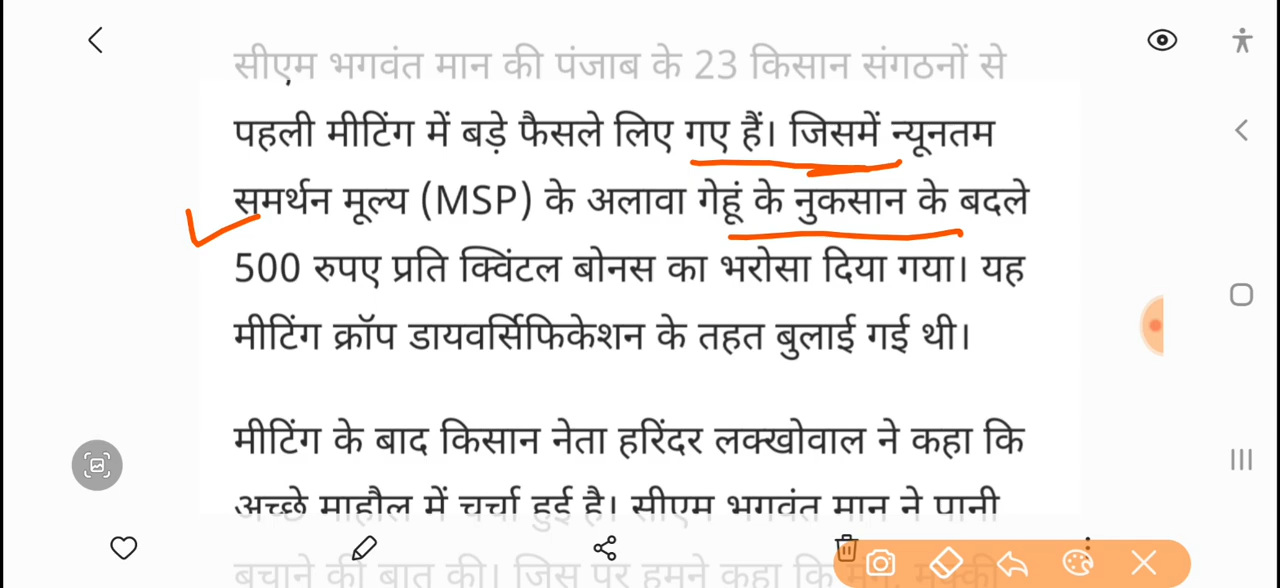 सीएम भगवंत मान की पंजाब के 23 किसान संगठनों से
पहली मीटिंग में बड़े फैसले लिए गए हैं। जिसमें न्यूनतम
समर्थन मूल्य (MSP) के अलावा गेहूं के नुकसान के बदले
500 रुपए प्रति क्विंटल बोनस का भरोसा दिया गया। यह
मीटिंग क्रॉप डायवर्सिफिकेशन के तहत बुलाई गई थी।
मीटिंग के बाद किसान नेता हरिंदर लक्खोवाल ने कहा कि
अच्छे माहौल में चर्चा हुई है। सीएम भगवंत मान ने पानी
बचाने की बात की। जिस पर हमने कहा कि